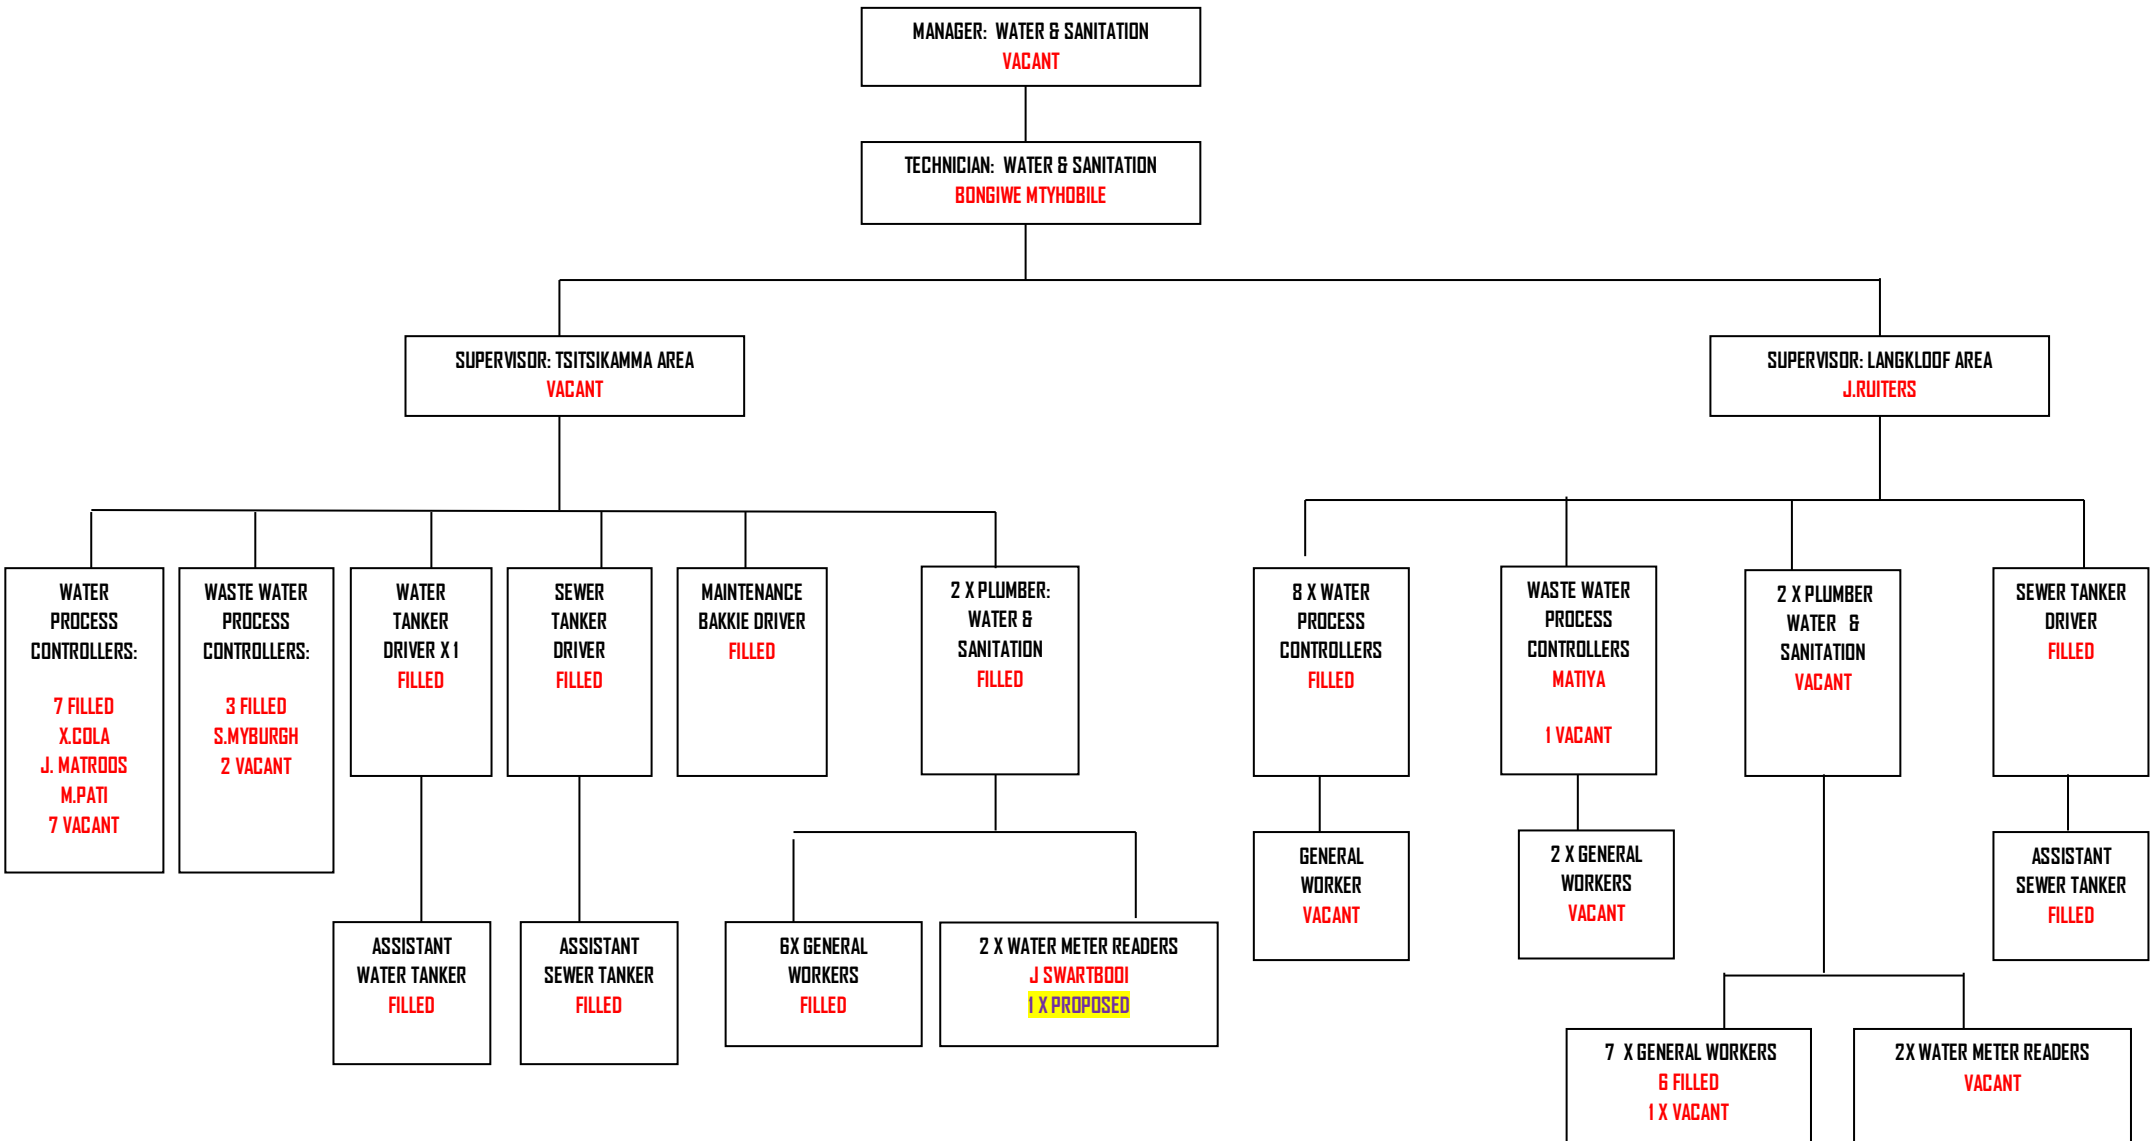 MANAGER: WATER & SANITATION
VACANT
TECHNICIAN: WATER & SANITATION
BONGIWE MTYHOBILE
SUPERVISOR: TSITSIKAMMA AREA
VACANT
SUPERVISOR: LANGKLOOF AREA
J.RUITERS
WATER
PROCESS
CONTROLLERS:
7 FILLED
X.COLA
J. MATROOS
M.PATI
7 VACANT
WASTE WATER
PROCESS
CONTROLLERS:
3 FILLED
S.MYBURGH
2 VACANT
WATER
TANKER
DRIVER X 1
FILLED
SEWER
TANKER
DRIVER
FILLED
MAINTENANCE
BAKKIE DRIVER
FILLED
2 X PLUMBER:
WATER &
SANITATION
FILLED
8 X WATER
PROCESS
CONTROLLERS
FILLED
WASTE WATER
PROCESS
CONTROLLERS
MATIYA
1 VACANT
2 X PLUMBER
WATER &
SANITATION
VACANT
SEWER TANKER
DRIVER
FILLED
ASSISTANT
WATER TANKER
FILLED
ASSISTANT
SEWER TANKER
FILLED
6X GENERAL
WORKERS
FILLED
2 X WATER METER READERS
J SWARTBOOI
1 X PROPOSED
GENERAL
WORKER
VACANT
2 X GENERAL
WORKERS
VACANT
ASSISTANT
SEWER TANKER
FILLED
7 X GENERAL WORKERS
6 FILLED
1 X VACANT
2X WATER METER READERS
VACANT